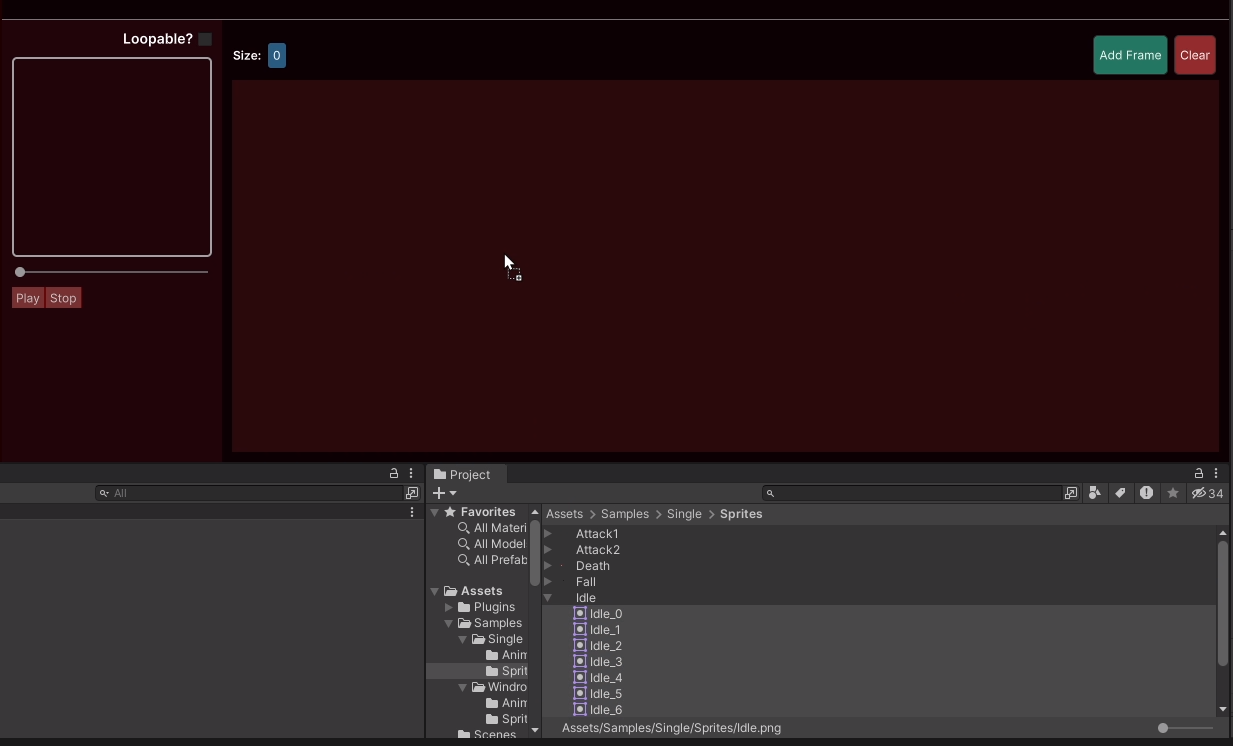 Loopable?
Size: 0
Add Frame
Clear
Play Stop
All
Project
34
Favorites
All Materi
All Model
All Prefab
Assets
Plugins
Samples
Single
Anin
Sprit
Windro
Anin
Sprit
Scenes
Assets > Samples > Single > Sprites
Attack1
Attack2
Death
Fall
Idle
Idle_0
Idle_1
Idle_2
Idle_3
Idle_4
Idle_5
Idle_6
Assets/Samples/Single/Sprites/Idle.png